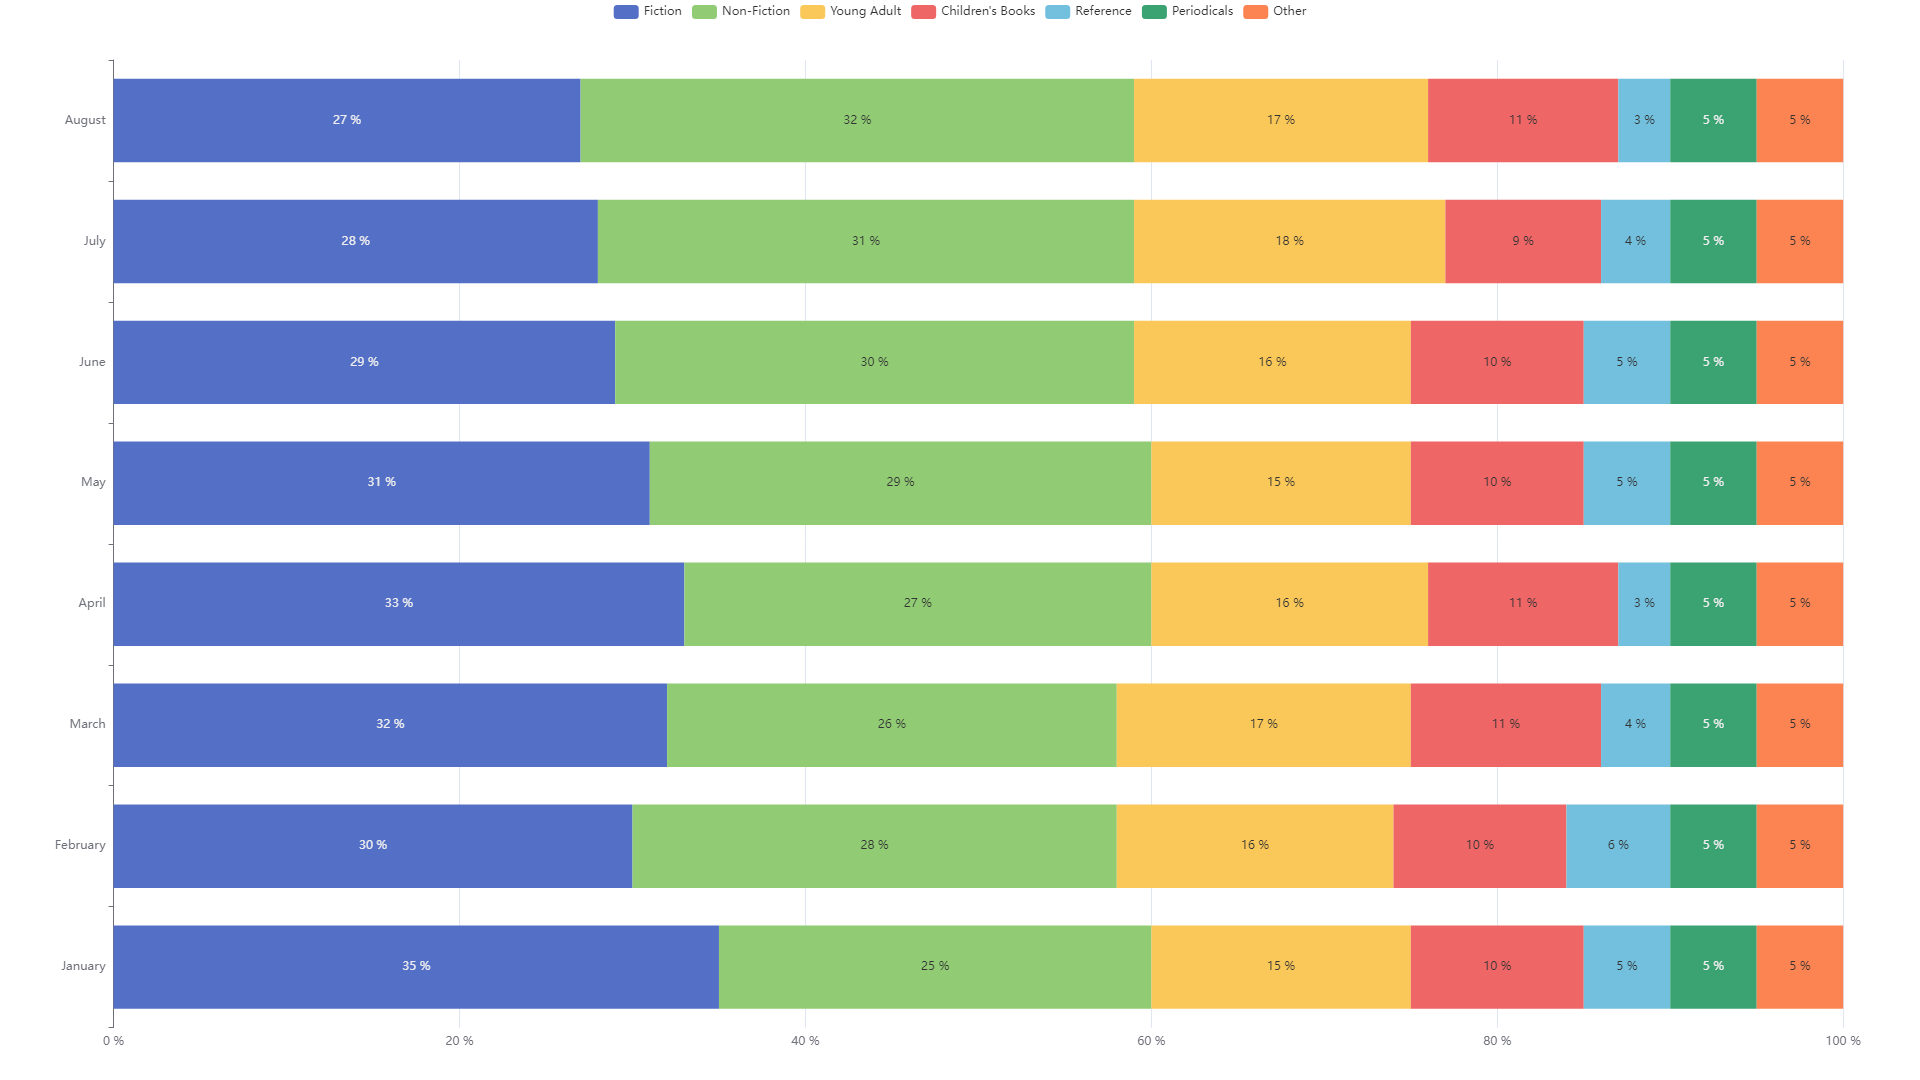 Fiction Non-Fiction Young Adult Children's Books Reference Periodicals Other
August 27 % 32 % 17 % 11 % 3 % 5 % 5 %
July 28 % 31 % 18 % 9 % 4 % 5 % 5 %
June 29 % 30 % 16 % 10 % 5 % 5 % 5 %
May 31 % 29 % 15 % 10 % 5 % 5 % 5 %
April 33 % 27 % 16 % 11 % 3 % 5 % 5 %
March 32 % 26 % 17 % 11 % 4 % 5 % 5 %
February 30 % 28 % 16 % 10 % 6 % 5 % 5 %
January 35 % 25 % 15 % 10 % 5 % 5 % 5 %
0 % 20 % 40 % 60 % 80 % 100 %